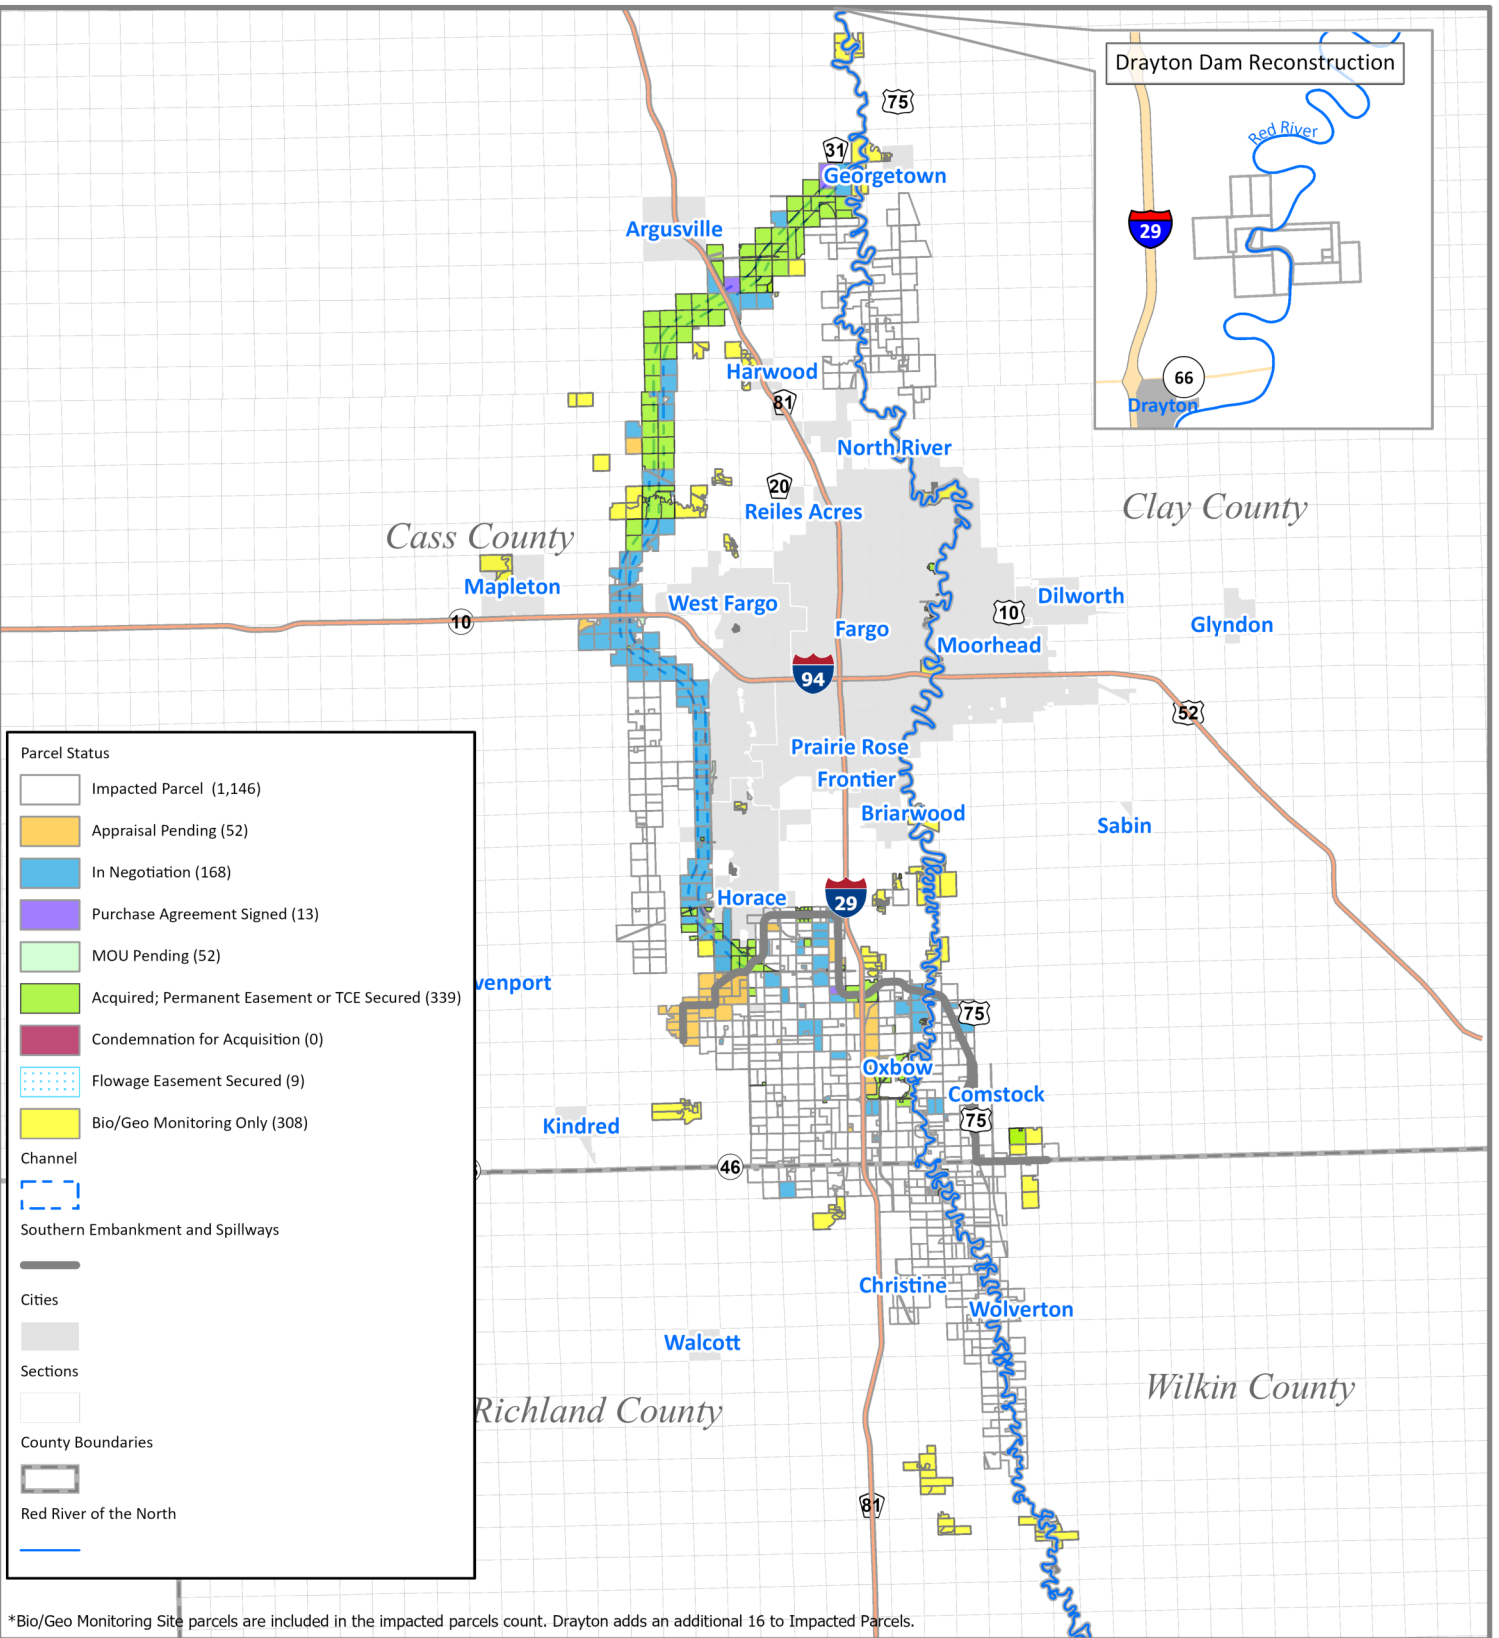 Drayton Dam Reconstruction
Red River
29
66
Drayton
75
31
Georgetown
Argusville
Harwood
81
North River
20
Reiles Acres
Clay County
Cass County
Mapleton
10
West Fargo
Fargo
10
Dilworth
Glyndon
Moorhead
94
52
Prairie Rose
Frontier
Briarwood
Sabin
Horace
29
venport
75
Oxbow
Comstock
75
Kindred
46
Christine
Wolverton
Walcott
Wilkin County
Richland County
81
Parcel Status
Impacted Parcel (1,146)
Appraisal Pending (52)
In Negotiation (168)
Purchase Agreement Signed (13)
MOU Pending (52)
Acquired; Permanent Easement or TCE Secured (339)
Condemnation for Acquisition (0)
Flowage Easement Secured (9)
Bio/Geo Monitoring Only (308)
Channel
Southern Embankment and Spillways
Cities
Sections
County Boundaries
Red River of the North
*Bio/Geo Monitoring Site parcels are included in the impacted parcels count. Drayton adds an additional 16 to Impacted Parcels.